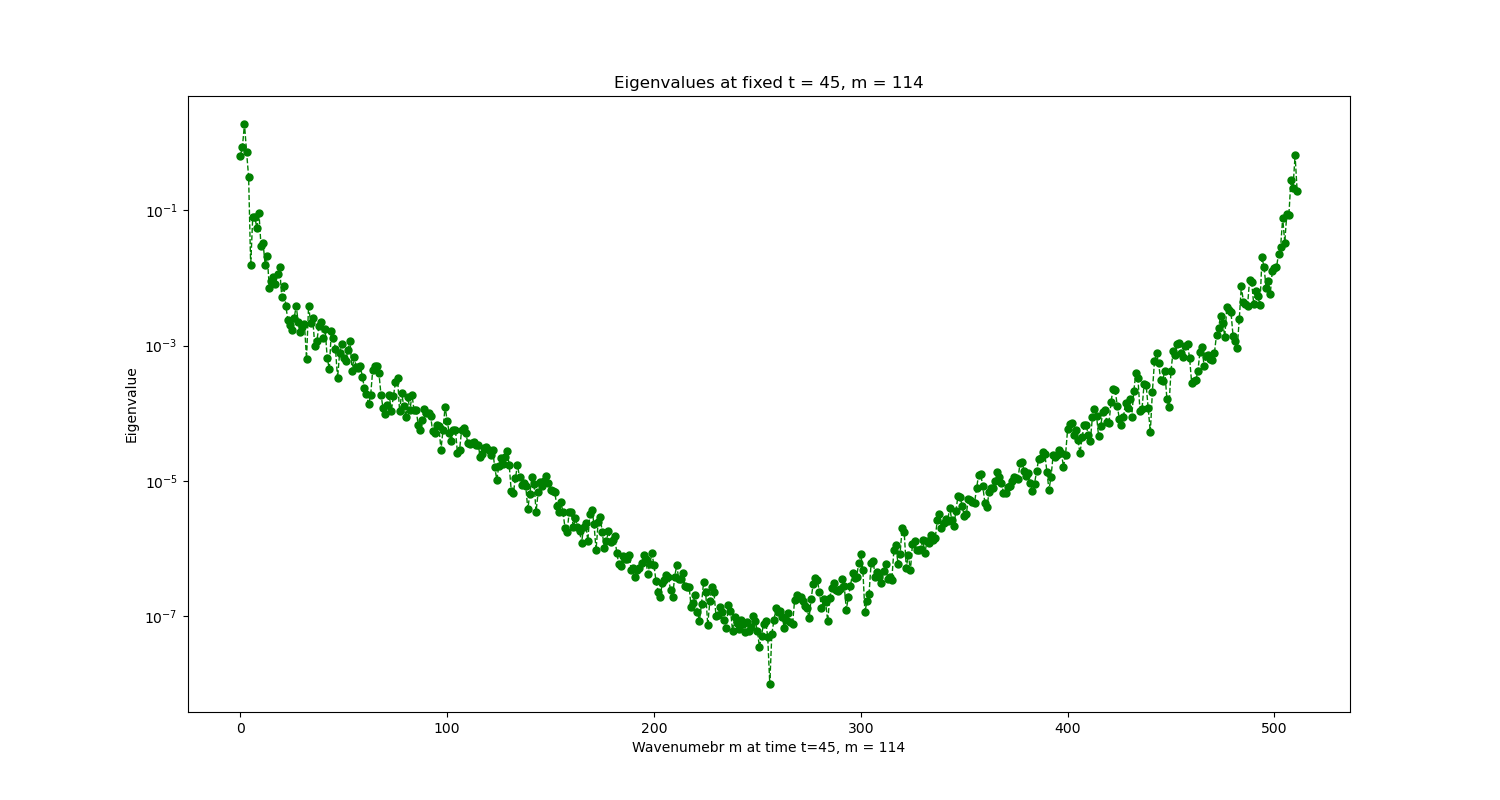 Eigenvalues at fixed t = 45, m = 114
Eigenvalue
10⁻¹
10⁻³
10⁻⁵
10⁻⁷
0 100 200 300 400 500
Wavenumebr m at time t=45, m = 114